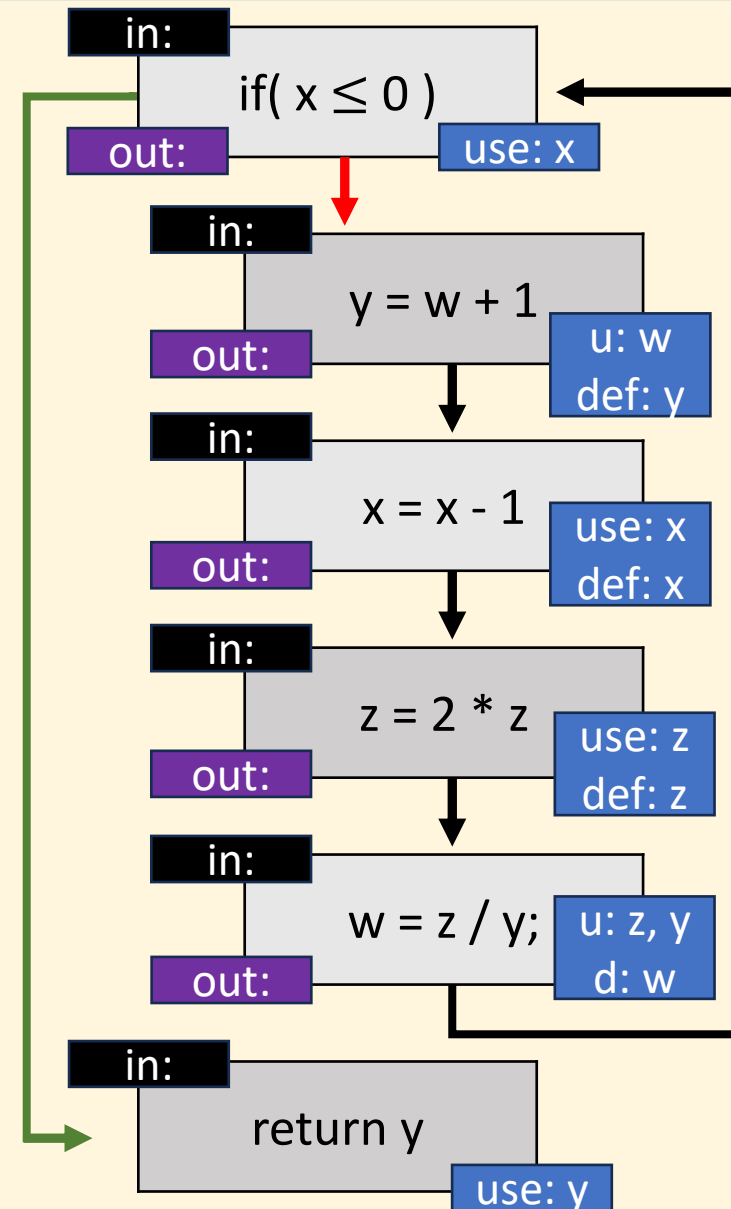 in:
if( x ≤ 0 )
out:
use: x
in:
y = w + 1
out:
u: w
def: y
in:
x = x - 1
out:
use: x
def: x
in:
z = 2 * z
out:
use: z
def: z
in:
w = z / y;
out:
u: z, y
d: w
in:
return y
use: y